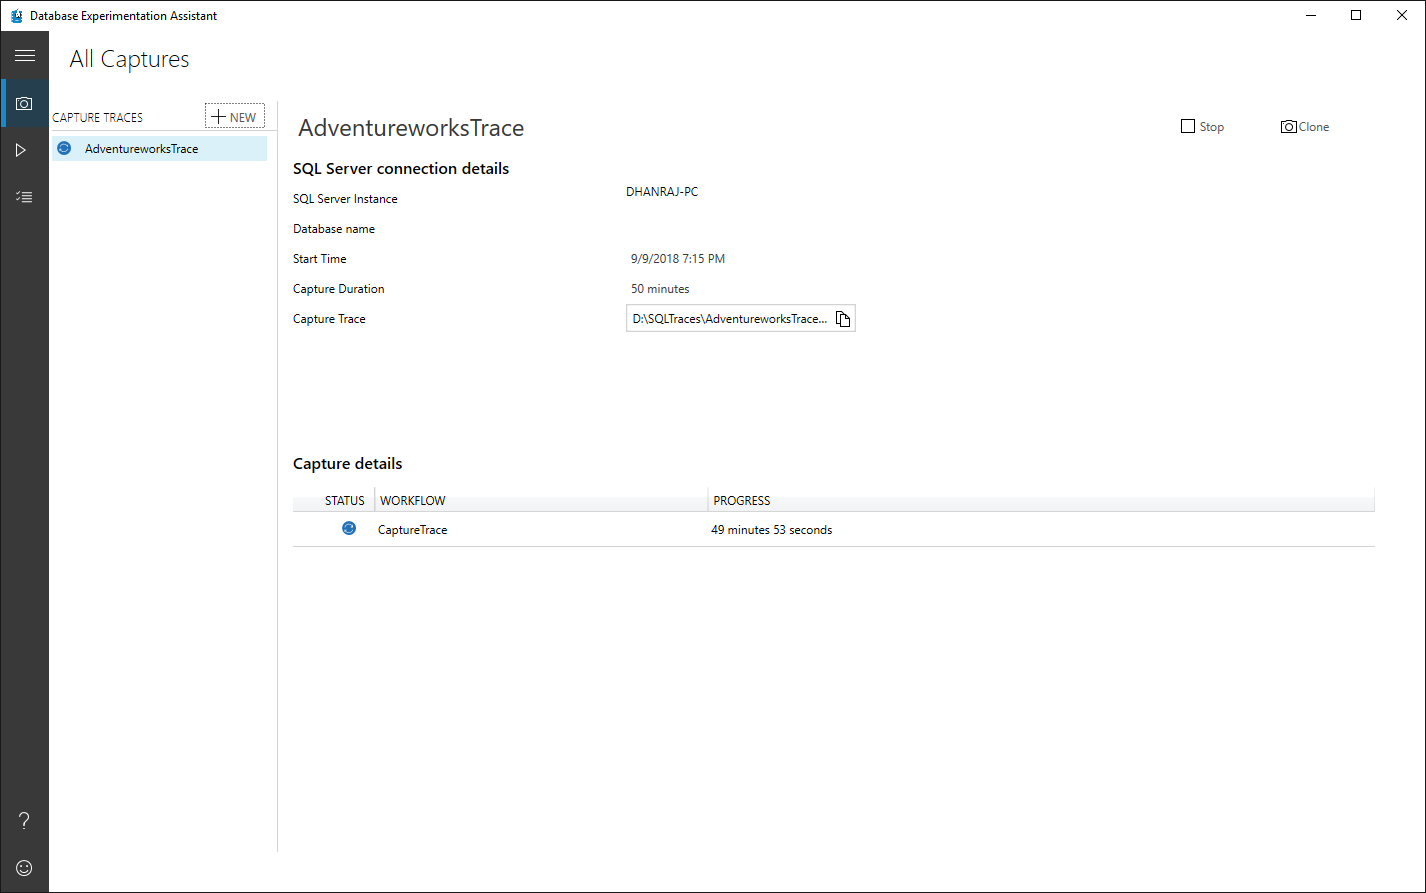 Database Experimentation Assistant
All Captures
CAPTURE TRACES
NEW
AdventureworksTrace
AdventureworksTrace
Stop
Clone
SQL Server connection details
SQL Server Instance
DHANRAJ-PC
Database name
Start Time
9/9/2018 7:15 PM
Capture Duration
50 minutes
Capture Trace
D:\SQLTraces\AdventureworksTrace...
Capture details
STATUS WORKFLOW PROGRESS
CaptureTrace 49 minutes 53 seconds